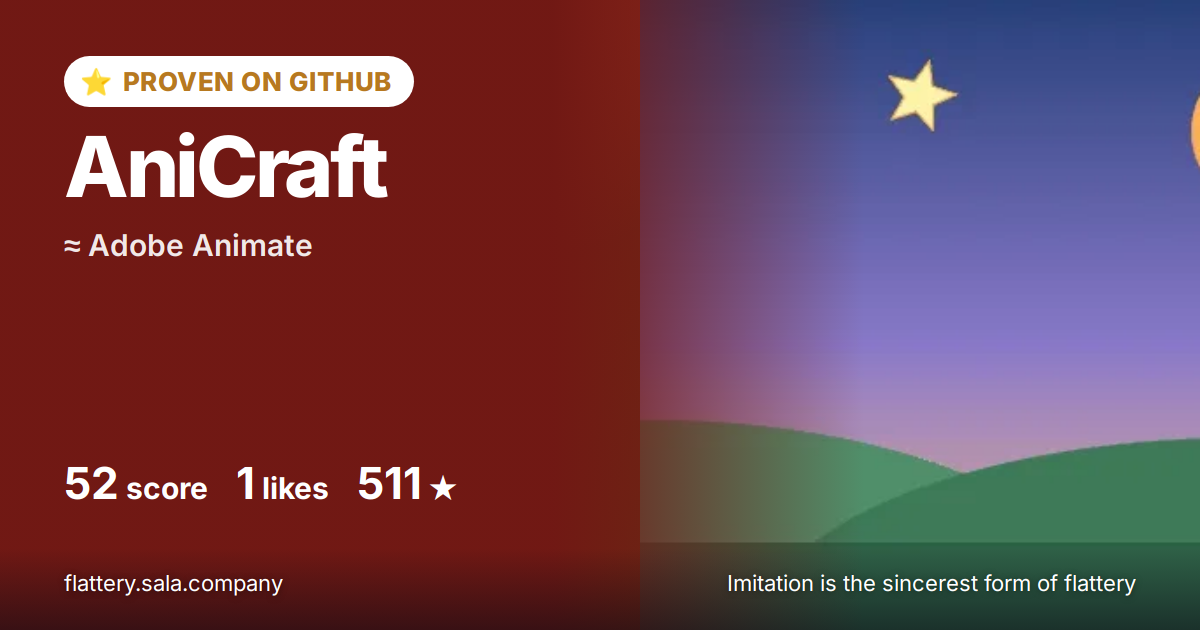 ⭐ PROVEN ON GITHUB
AniCraft
≈ Adobe Animate
52 score 1 likes 511 ★
flattery.sala.company
Imitation is the sincerest form of flattery